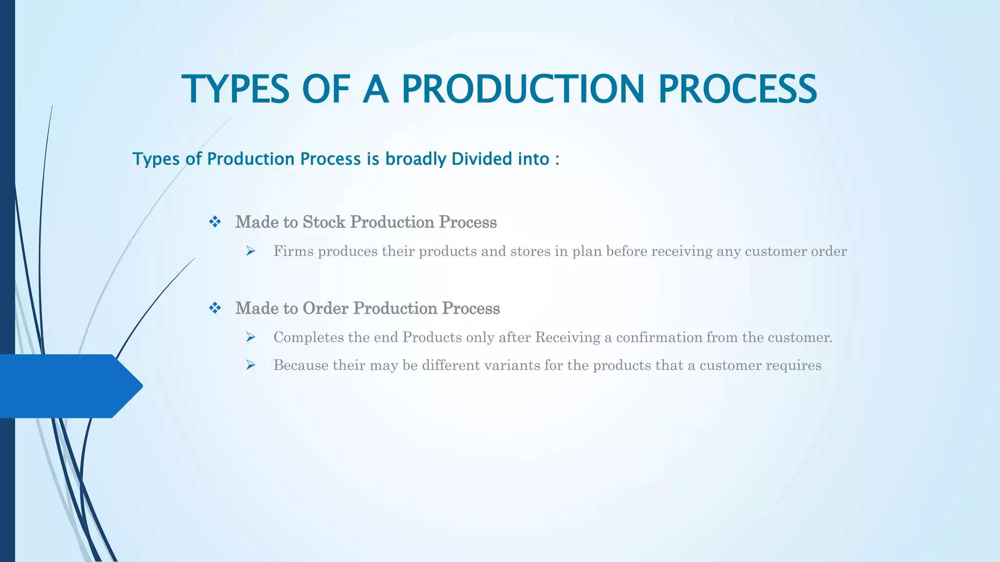 TYPES OF A PRODUCTION PROCESS
Types of Production Process is broadly Divided into :
Made to Stock Production Process
Firms produces their products and stores in plan before receiving any customer order
Made to Order Production Process
Completes the end Products only after Receiving a confirmation from the customer.
Because their may be different variants for the products that a customer requires